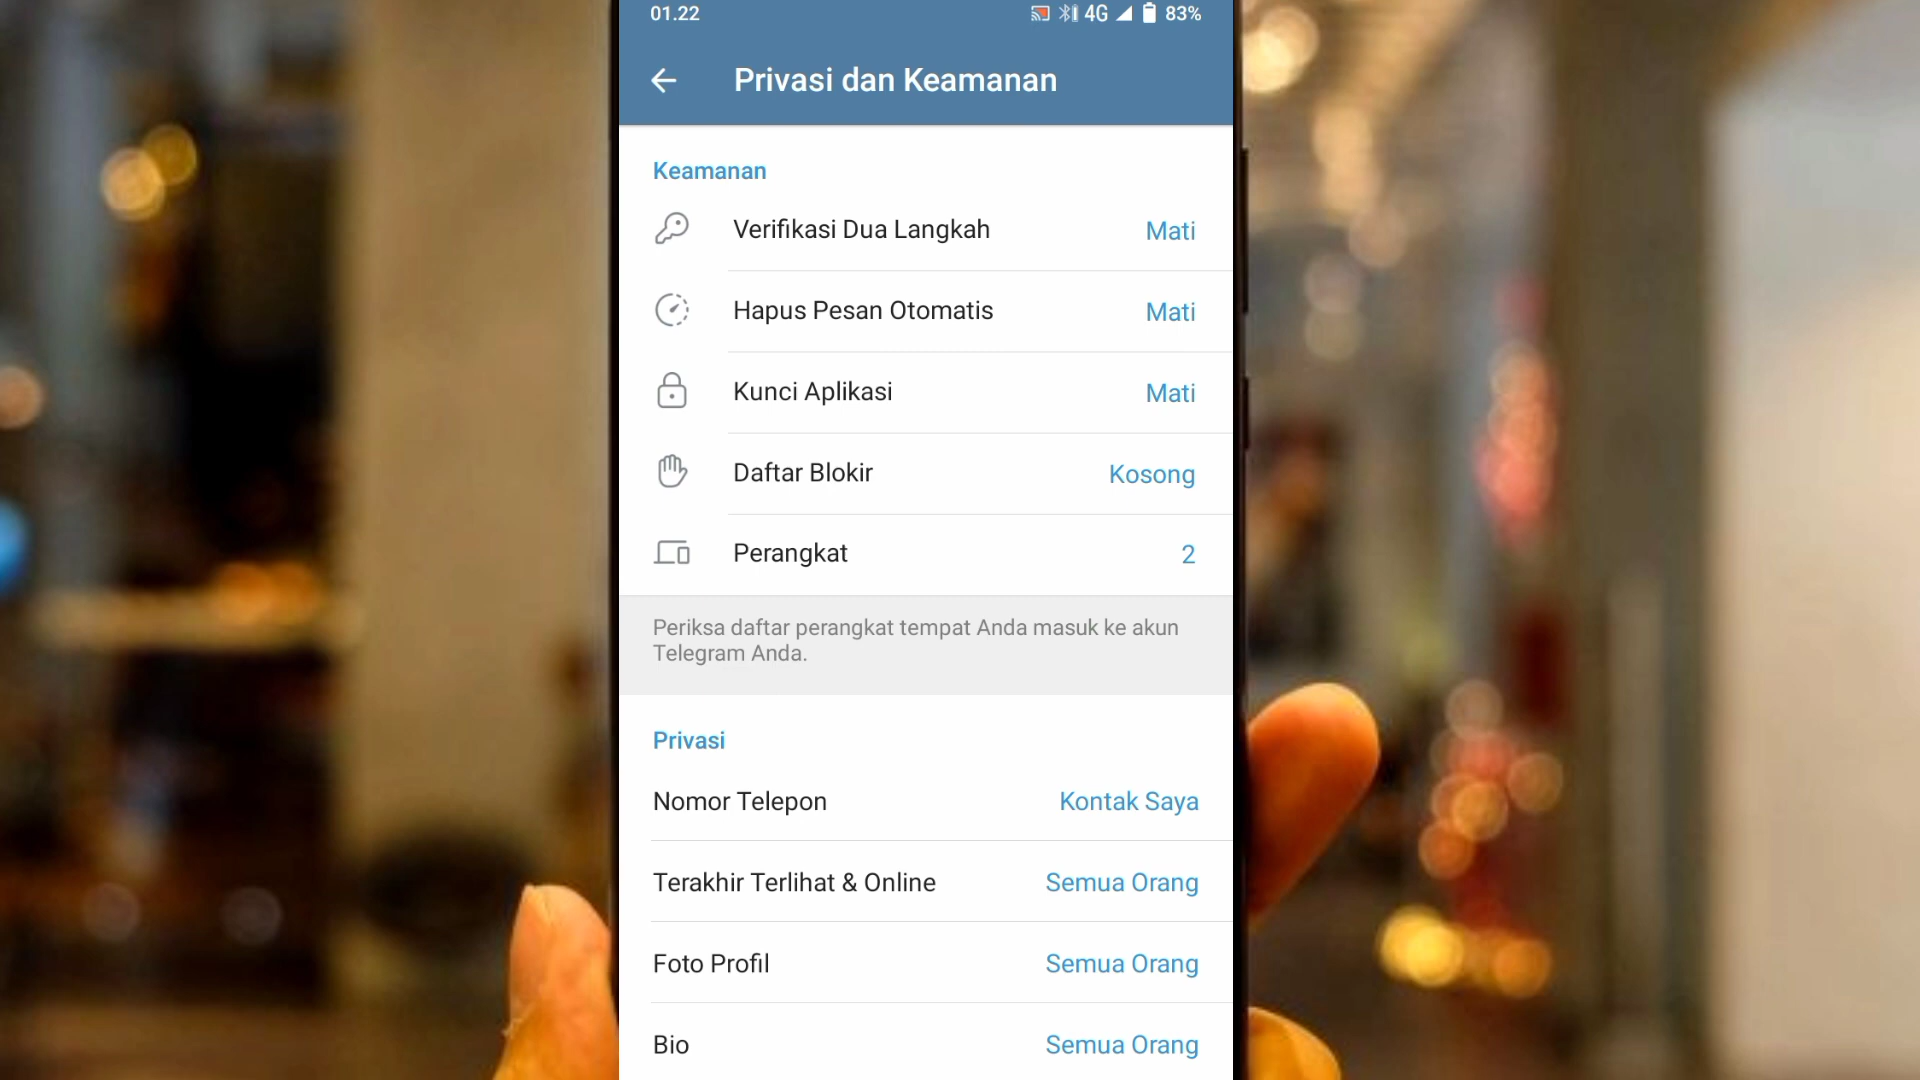 01.22 4G 83%
Privasi dan Keamanan
Keamanan
Verifikasi Dua Langkah Mati
Hapus Pesan Otomatis Mati
Kunci Aplikasi Mati
Daftar Blokir Kosong
Perangkat 2
Periksa daftar perangkat tempat Anda masuk ke akun
Telegram Anda.
Privasi
Nomor Telepon Kontak Saya
Terakhir Terlihat & Online Semua Orang
Foto Profil Semua Orang
Bio Semua Orang